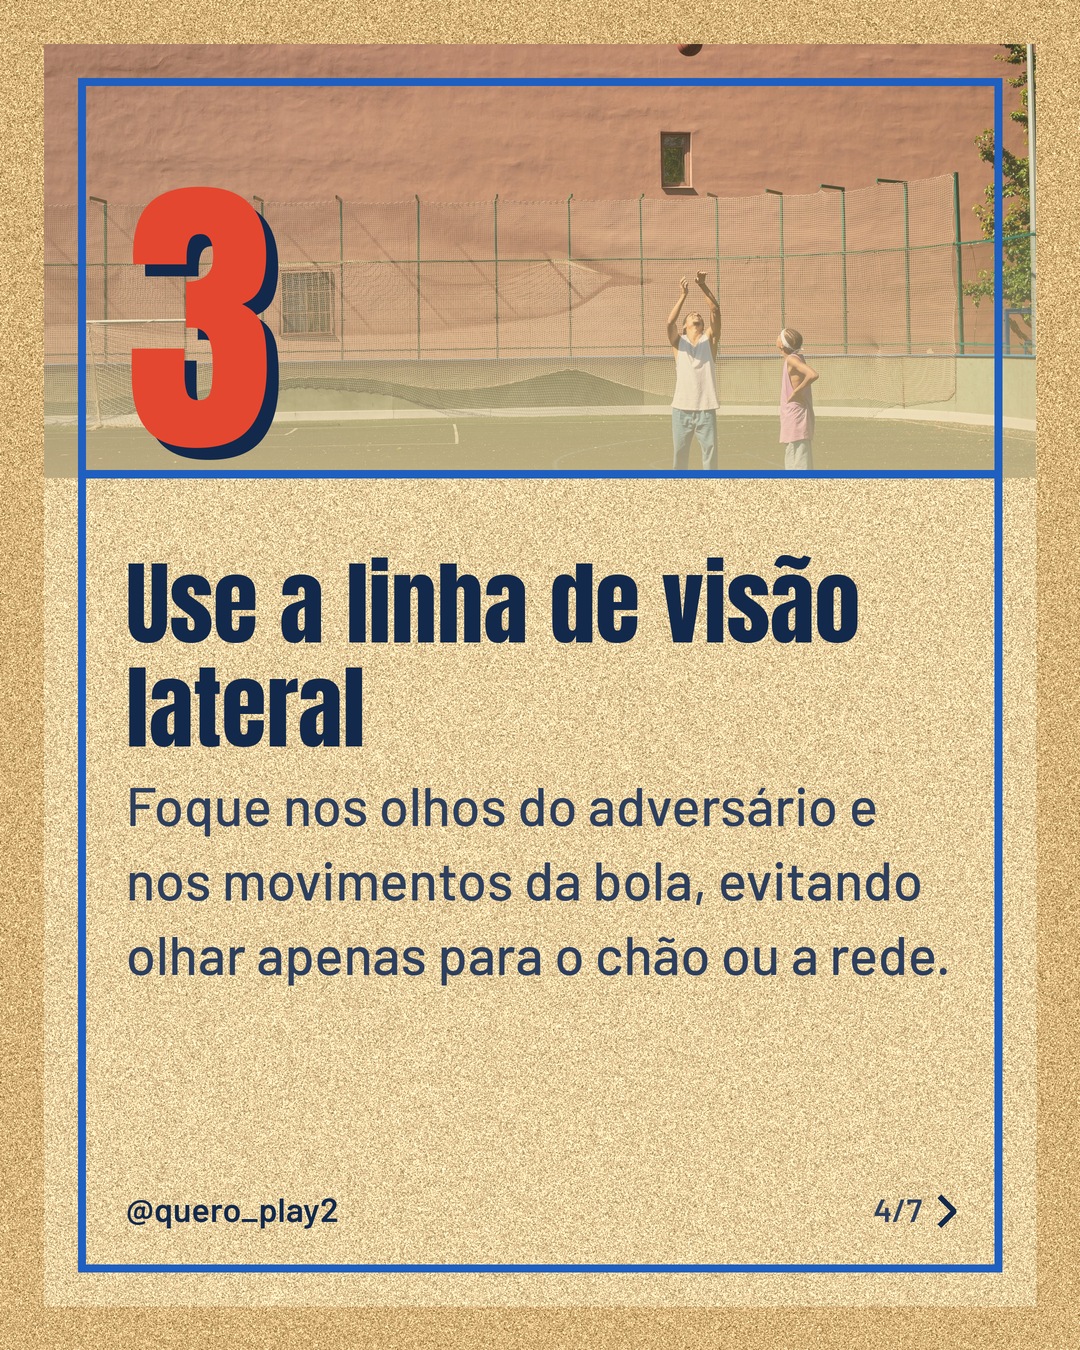 3
Use a linha de visão
lateral
Foque nos olhos do adversário e
nos movimentos da bola, evitando
olhar apenas para o chão ou a rede.
@quero_play2
4/7